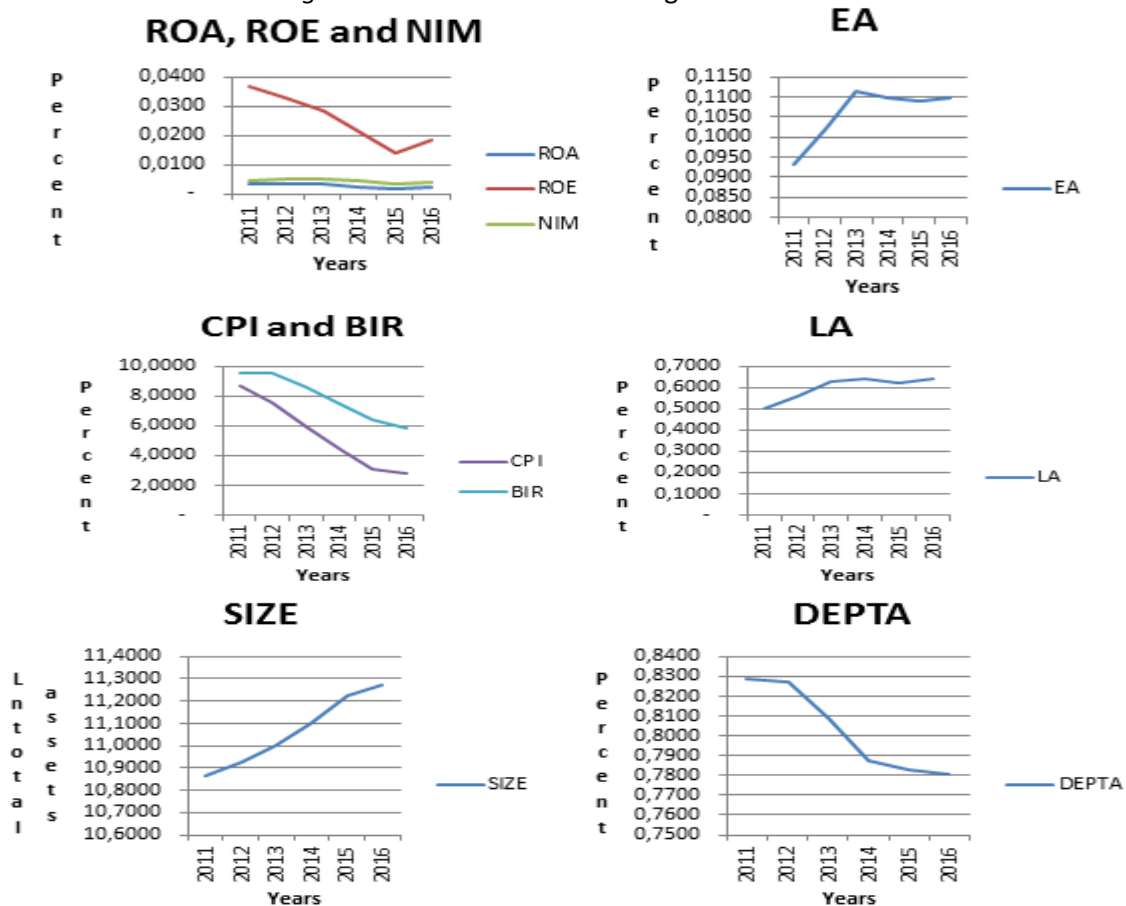 ROA, ROE and NIM
Percent
0,0400
0,0300
0,0200
0,0100
-
2011 2012 2013 2014 2015 2016
Years
ROA
ROE
NIM
EA
Percent
0,1150
0,1100
0,1050
0,1000
0,0950
0,0900
0,0850
0,0800
2011 2012 2013 2014 2015 2016
Years
EA
CPI and BIR
Percent
10,0000
8,0000
6,0000
4,0000
2,0000
-
2011 2012 2013 2014 2015 2016
Years
CPI
BIR
LA
Percent
0,7000
0,6000
0,5000
0,4000
0,3000
0,2000
0,1000
-
2011 2012 2013 2014 2015 2016
Years
LA
SIZE
Lntotal assets
11,4000
11,3000
11,2000
11,1000
11,0000
10,9000
10,8000
10,7000
10,6000
2011 2012 2013 2014 2015 2016
Years
SIZE
DEPTA
Percent
0,8400
0,8300
0,8200
0,8100
0,8000
0,7900
0,7800
0,7700
0,7600
0,7500
2011 2012 2013 2014 2015 2016
Years
DEPTA